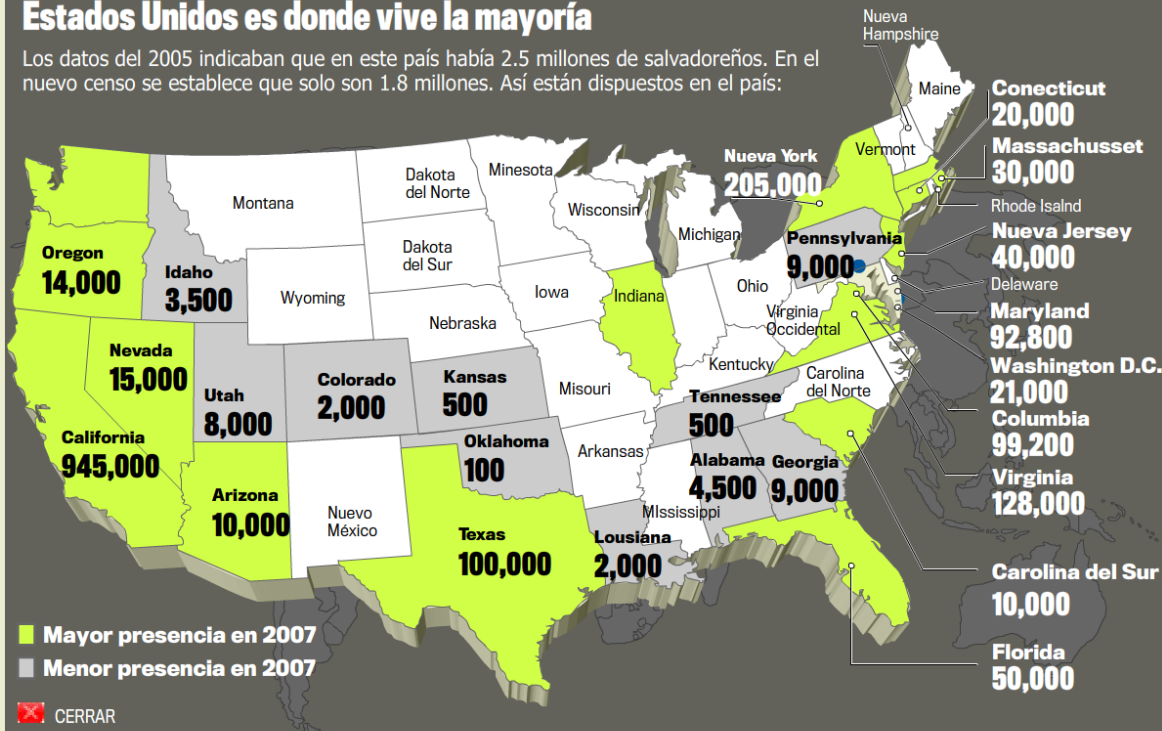 Estados Unidos es donde vive la mayoría
Los datos del 2005 indicaban que en este país había 2.5 millones de salvadoreños. En el
nuevo censo se establece que solo son 1.8 millones. Así están dispuestos en el país:
Nueva
Hampshire
Maine
Conecticut
20,000
Vermont
Massachusset
30,000
Nueva York
205,000
Rhode Isalnd
Nueva Jersey
40,000
Delaware
Maryland
92,800
Washington D.C.
21,000
Columbia
99,200
Virginia
128,000
Carolina del Sur
10,000
Florida
50,000
Montana
Dakota
del Norte
Minesota
Wisconsin
Michigan
Pennsylvania
9,000
Oregon
14,000
Idaho
3,500
Wyoming
Dakota
del Sur
Iowa
Indiana
Ohio
Virginia
Occidental
Nebraska
Nevada
15,000
Utah
8,000
Colorado
2,000
Kansas
500
Misouri
Kentucky
Carolina
del Norte
Tennessee
500
California
945,000
Arizona
10,000
Nuevo
México
Oklahoma
100
Arkansas
Alabama
4,500
Georgia
9,000
MIssissippi
Texas
100,000
Lousiana
2,000
Mayor presencia en 2007
Menor presencia en 2007
CERRAR